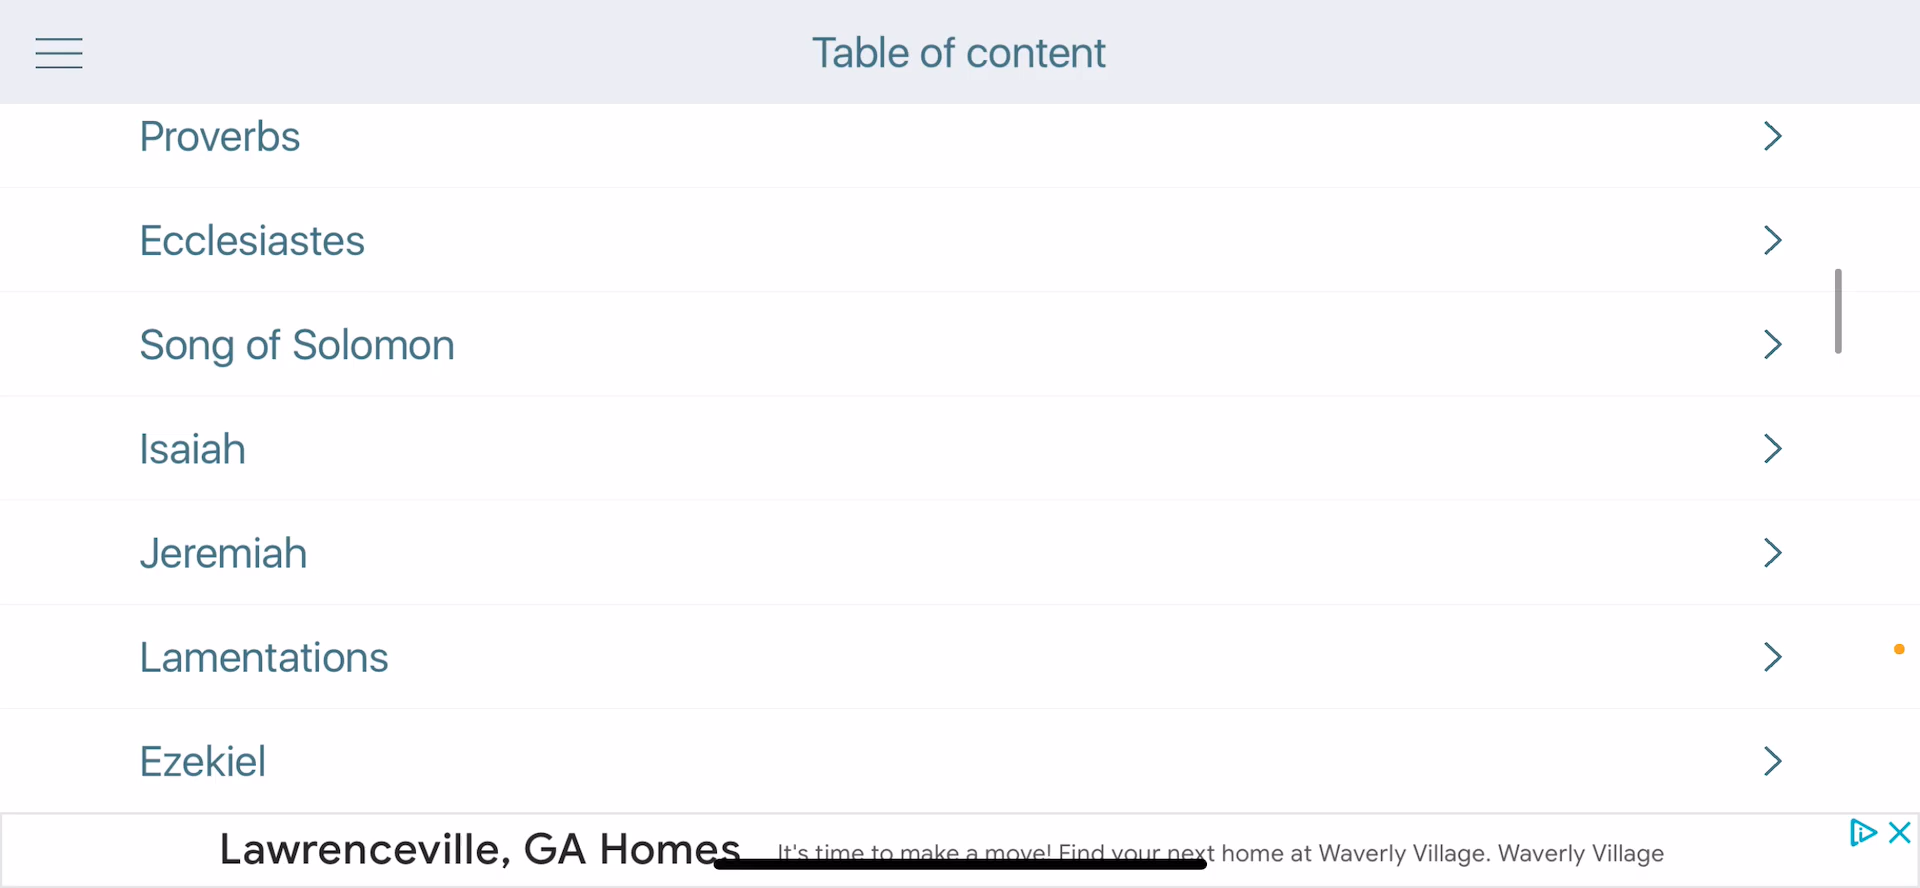 Table of content
Proverbs
Ecclesiastes
Song of Solomon
Isaiah
Jeremiah
Lamentations
Ezekiel
Lawrenceville, GA Homes
It's time to make a move! Find your next home at Waverly Village. Waverly Village